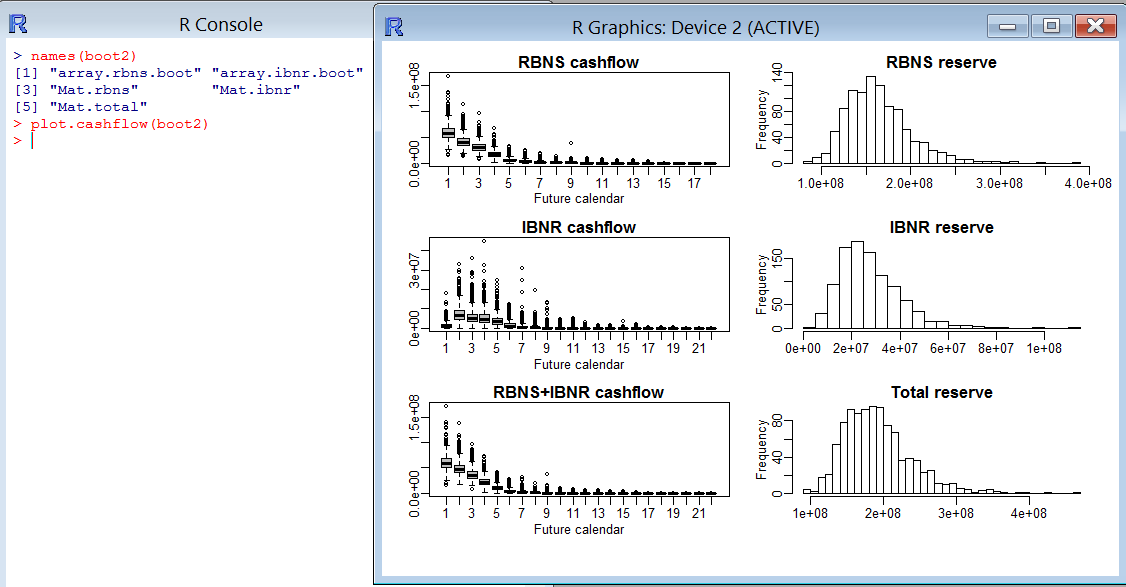 R Console
> names(boot2)
[1] "array.rbns.boot" "array.ibnr.boot"
[3] "Mat.rbns"        "Mat.ibnr"
[5] "Mat.total"
> plot.cashflow(boot2)
>
R Graphics: Device 2 (ACTIVE)
RBNS cashflow
0.0e+00 1.5e+08
1 3 5 7 9 11 13 15 17
Future calendar
RBNS reserve
Frequency
0 40 80 140
1.0e+08 2.0e+08 3.0e+08 4.0e+08
IBNR cashflow
0e+00 3e+07
1 3 5 7 9 11 13 15 17 19 21
Future calendar
IBNR reserve
Frequency
0 50 150
0e+00 2e+07 4e+07 6e+07 8e+07 1e+08
RBNS+IBNR cashflow
0.0e+00 1.5e+08
1 3 5 7 9 11 13 15 17 19 21
Future calendar
Total reserve
Frequency
0 40 80
1e+08 2e+08 3e+08 4e+08